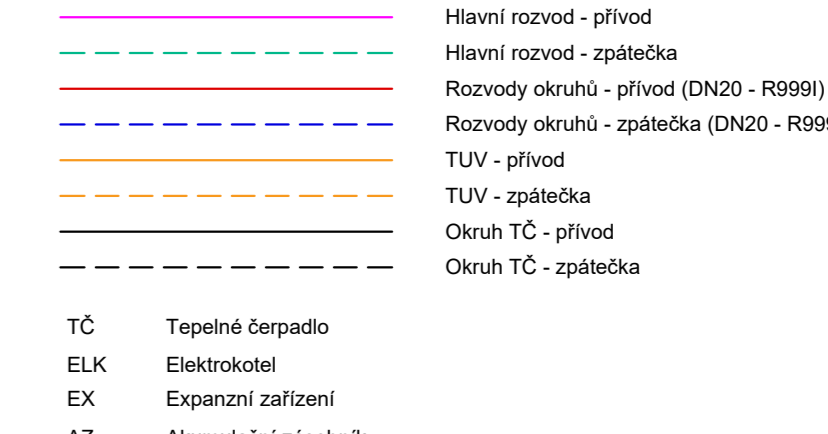 Hlavní rozvod - přívod
Hlavní rozvod - zpátečka
Rozvody okruhů - přívod (DN20 - R999I)
Rozvody okruhů - zpátečka (DN20 -
TUV - přívod
TUV - zpátečka
Okruh TČ - přívod
Okruh TČ - zpátečka
TČ Tepelné čerpadlo
ELK Elektrokotel
EX Expanzní zařízení